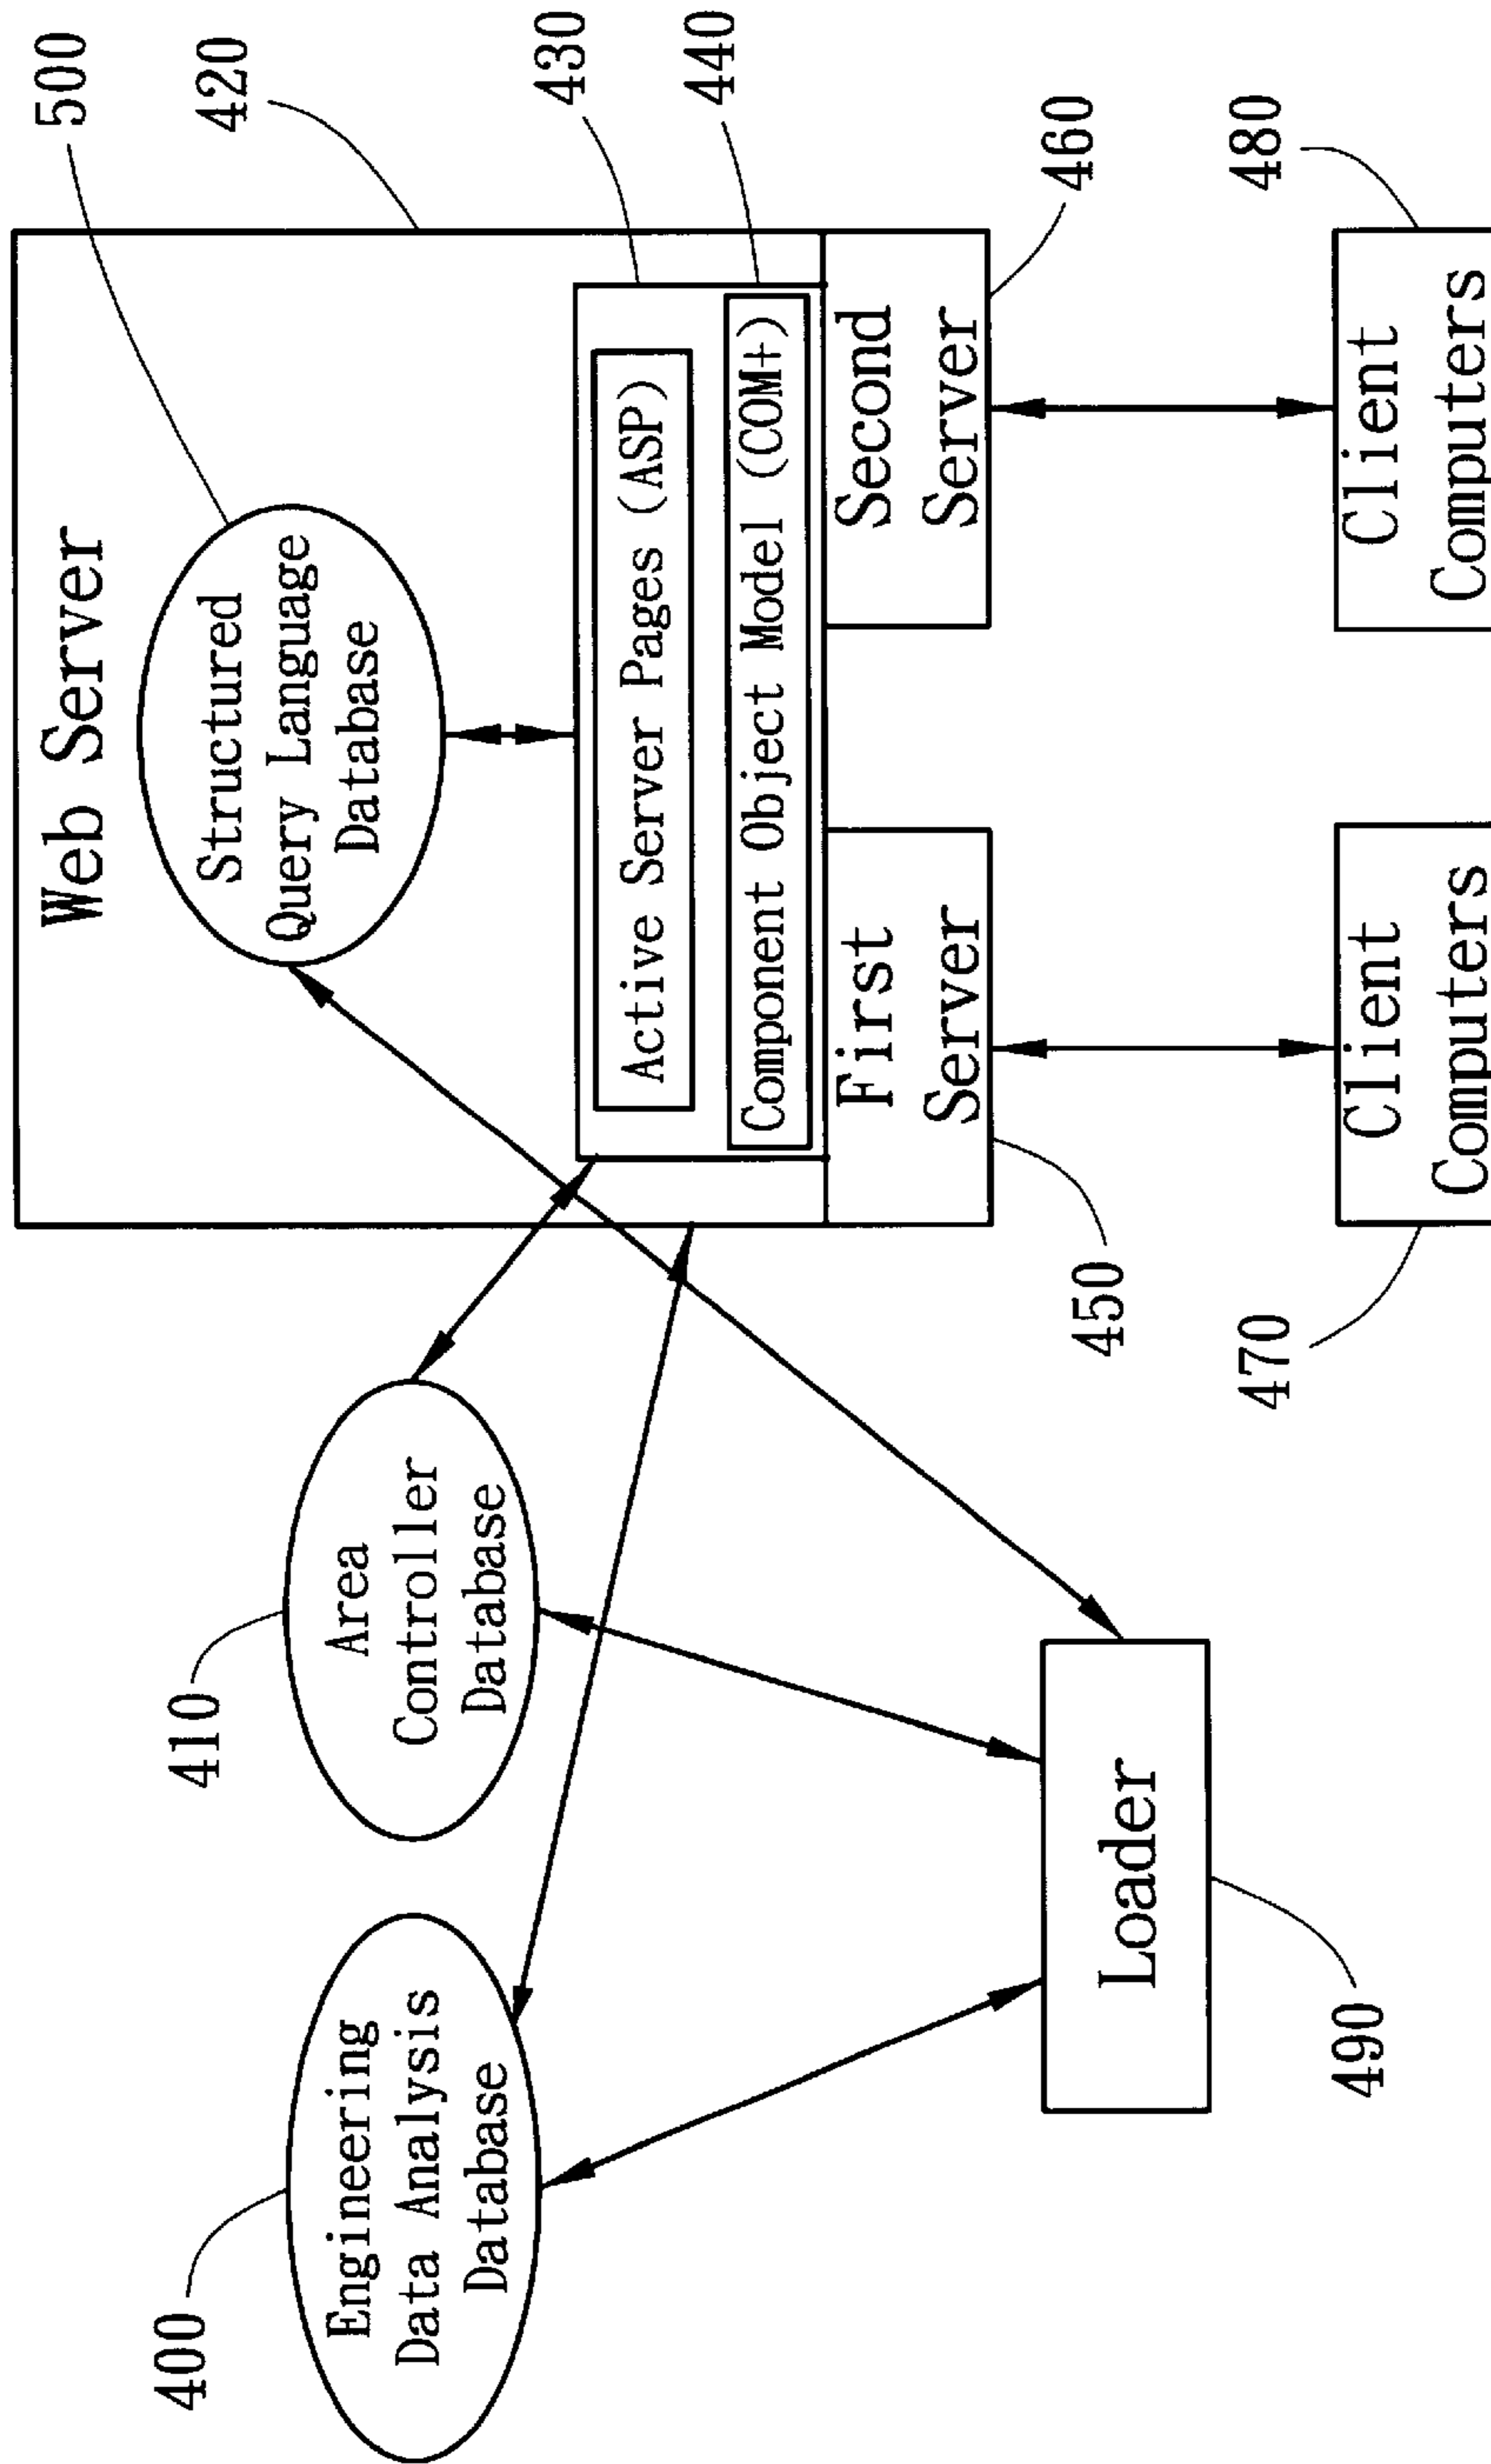 500
420
430
440
460
480
Web Server
Structured
Query Language
Database
Active Server Pages (ASP)
Component Object Model (COM+)
First
Server
Second
Server
Client
Computers
Client
Computers
450
470
410
Area
Controller
Database
400
Engineering
Data Analysis
Database
Loader
490